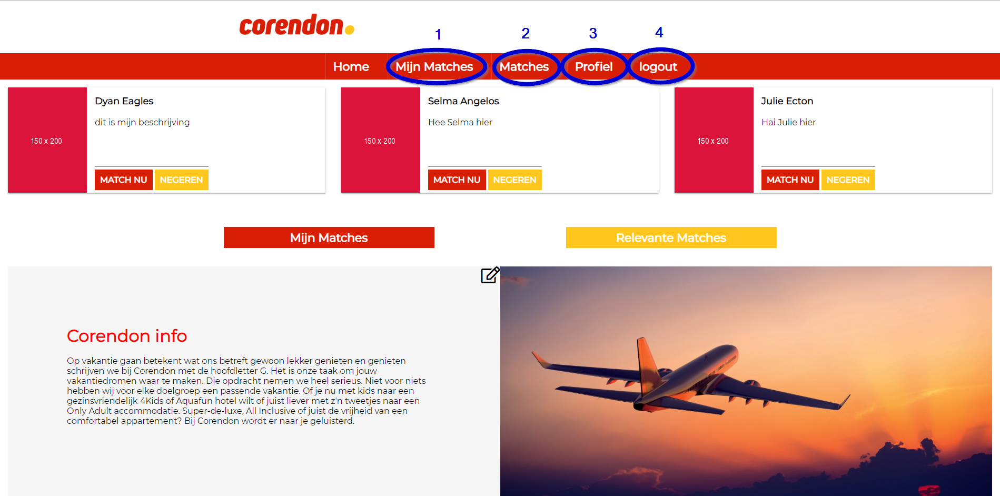 corendon.
1
2
3
4
Home
Mijn Matches
Matches
Profiel
logout
150 x 200
Dyan Eagles
dit is mijn beschrijving
MATCH NU
NEGEREN
150 x 200
Selma Angelos
Hee Selma hier
MATCH NU
NEGEREN
150 x 200
Julie Ecton
Hai Julie hier
MATCH NU
NEGEREN
Mijn Matches
Relevante Matches
Corendon info
Op vakantie gaan betekent wat ons betreft gewoon lekker genieten en genieten
schrijven we bij Corendon met de hoofdletter G. Het is onze taak om jouw
vakantiedromen waar te maken. Die opdracht nemen we heel serieus. Niet voor niets
hebben wij voor elke doelgroep een passende vakantie. Of je nu met kids naar een
gezinsvriendelijk 4Kids of Aquafun hotel wilt of juist liever met z'n tweetjes naar een
Only Adult accommodatie. Super-de-luxe, All Inclusive of juist de vrijheid van een
comfortabel appartement? Bij Corendon wordt er naar je geluisterd.